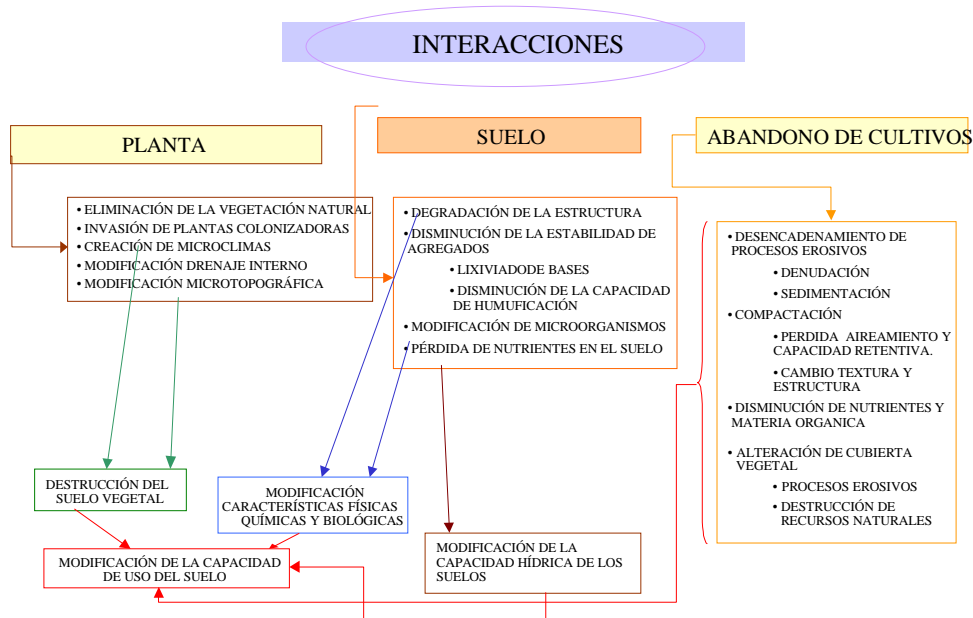 INTERACCIONES
PLANTA
• ELIMINACIÓN DE LA VEGETACIÓN NATURAL
• INVASIÓN DE PLANTAS COLONIZADORAS
• CREACIÓN DE MICROCLIMAS
• MODIFICACIÓN DRENAJE INTERNO
• MODIFICACIÓN MICROTOPOGRÁFICA
SUELO
• DEGRADACIÓN DE LA ESTRUCTURA
• DISMINUCIÓN DE LA ESTABILIDAD DE
AGREGADOS
• LIXIVIADODE BASES
• DISMINUCIÓN DE LA CAPACIDAD
DE HUMUFICACIÓN
• MODIFICACIÓN DE MICROORGANISMOS
• PÉRDIDA DE NUTRIENTES EN EL SUELO
ABANDONO DE CULTIVOS
• DESENCADENAMIENTO DE
PROCESOS EROSIVOS
• DENUDACIÓN
• SEDIMENTACIÓN
• COMPACTACIÓN
• PERDIDA AIREAMIENTO Y
CAPACIDAD RETENTIVA.
• CAMBIO TEXTURA Y
ESTRUCTURA
• DISMINUCIÓN DE NUTRIENTES Y
MATERIA ORGANICA
• ALTERACIÓN DE CUBIERTA
VEGETAL
• PROCESOS EROSIVOS
• DESTRUCCIÓN DE
RECURSOS NATURALES
DESTRUCCIÓN DEL
SUELO VEGETAL
MODIFICACIÓN
CARACTERÍSTICAS FÍSICAS
QUÍMICAS Y BIOLÓGICAS
MODIFICACIÓN DE LA
CAPACIDAD HÍDRICA DE LOS
SUELOS
MODIFICACIÓN DE LA CAPACIDAD
DE USO DEL SUELO